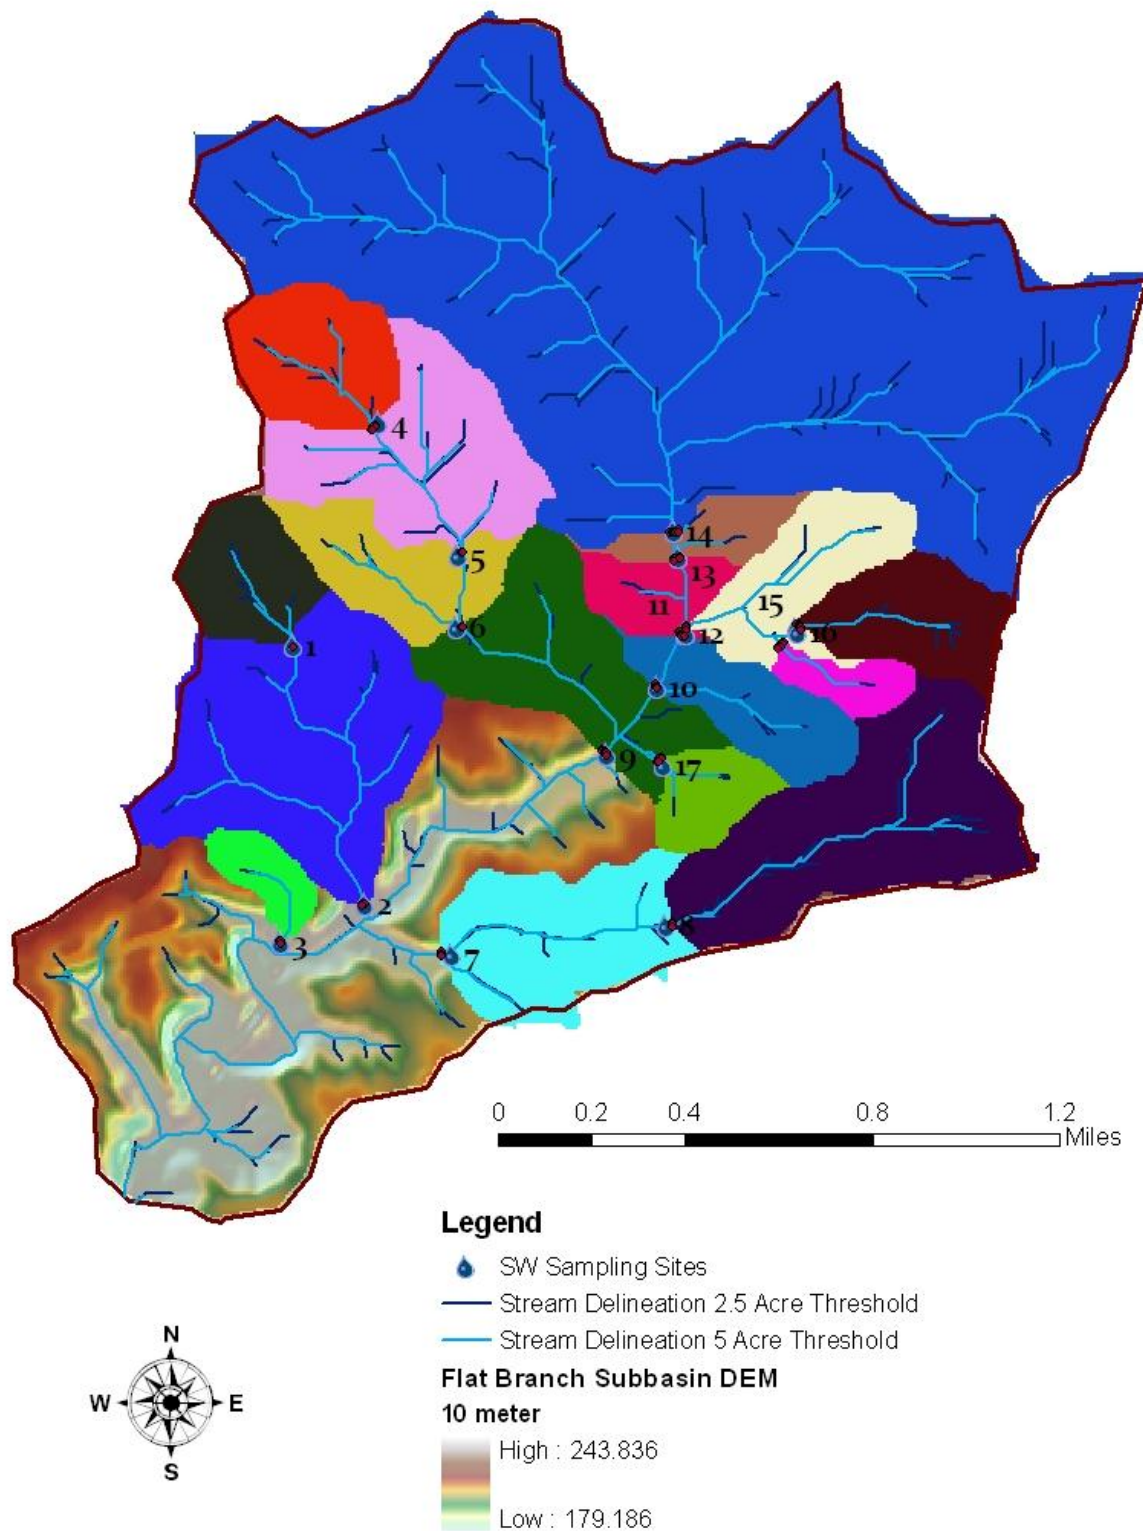 4
5
14
13
11
15
12
16
6
1
10
9
17
2
3
7
8
0 0.2 0.4 0.8 1.2
Miles
Legend
SW Sampling Sites
Stream Delineation 2.5 Acre Threshold
Stream Delineation 5 Acre Threshold
Flat Branch Subbasin DEM
10 meter
High : 243.836
Low : 179.186
N
W E
S